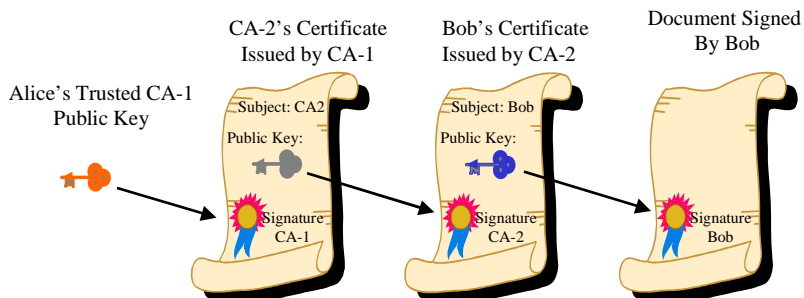 Alice’s Trusted CA-1
Public Key
CA-2’s Certificate
Issued by CA-1
Subject: CA2
Public Key:
Signature
CA-1
Bob’s Certificate
Issued by CA-2
Subject: Bob
Public Key:
Signature
CA-2
Document Signed
By Bob
Signature
Bob